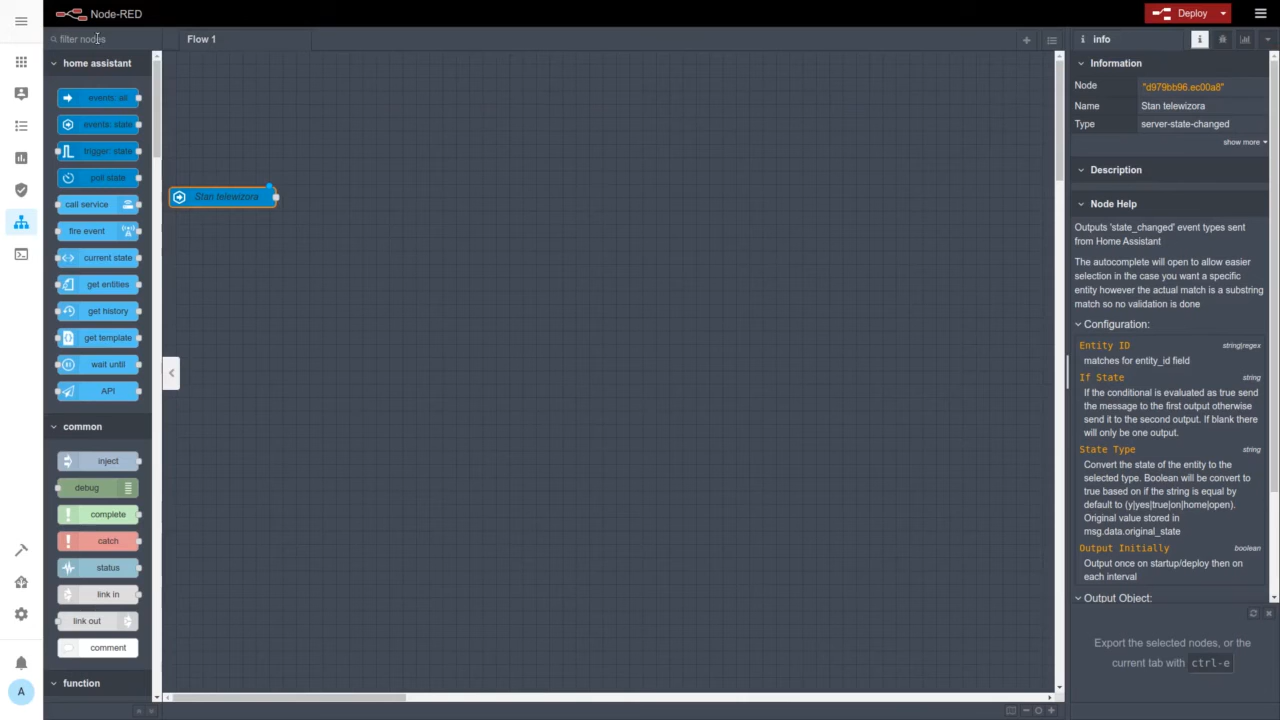 Node-RED
Deploy
filter nodes
Flow 1
i info
home assistant
events: all
events: state
trigger: state
poll state
call service
fire event
current state
get entities
get history
get template
wait until
API
common
inject
debug
complete
catch
status
link in
link out
comment
function
A
Stan telewizora
Information
Node "d979bb96.ec00a8"
Name Stan telewizora
Type server-state-changed
show more
Description
Node Help
Outputs 'state_changed' event types sent
from Home Assistant
The autocomplete will open to allow easier
selection in the case you want a specific
entity however the actual match is a substring
match so no validation is done
Configuration:
Entity ID string|regex
matches for entity_id field
If State string
If the conditional is evaluated as true send
the message to the first output otherwise
send it to the second output. If blank there
will only be one output.
State Type string
Convert the state of the entity to the
selected type. Boolean will be convert to
true based on if the string is equal by
default to (y|yes|true|on|home|open).
Original value stored in
msg.data.original_state
Output Initially boolean
Output once on startup/deploy then on
each interval
Output Object:
Export the selected nodes, or the
current tab with ctrl-e